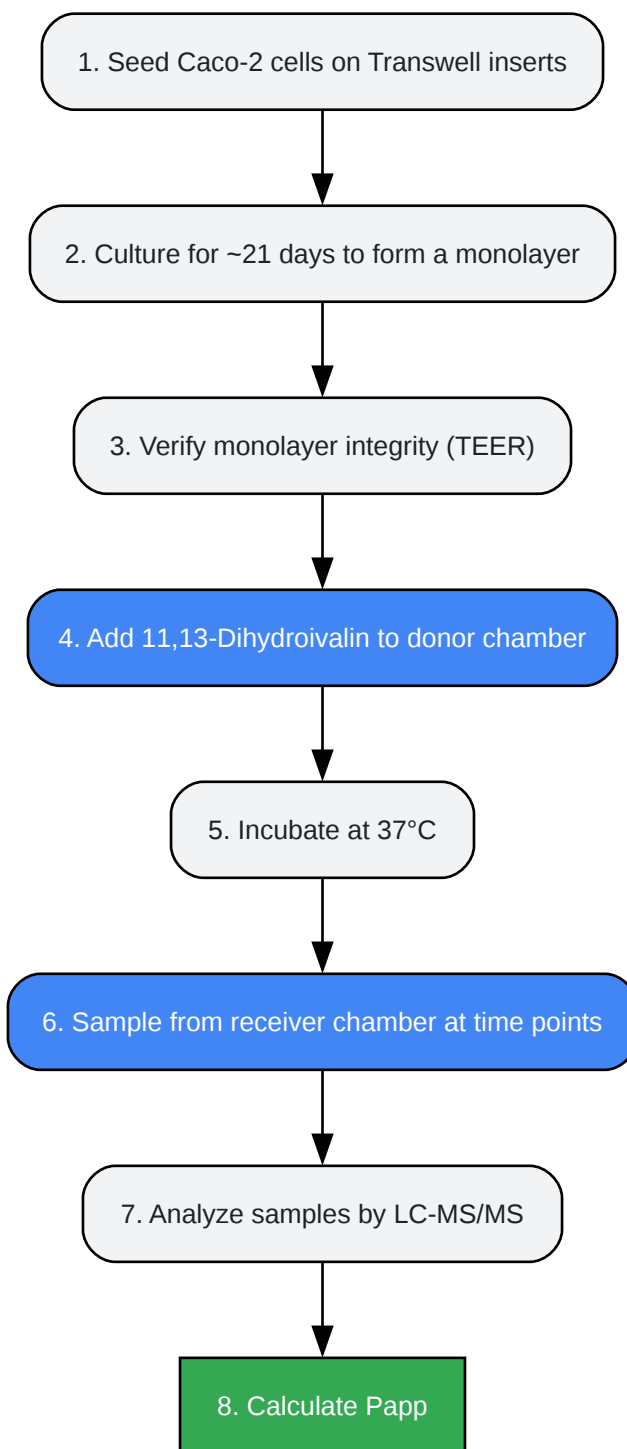 1. Seed Caco-2 cells on Transwell inserts
2. Culture for ~21 days to form a monolayer
3. Verify monolayer integrity (TEER)
4. Add 11,13-Dihydroivalin to donor chamber
5. Incubate at 37°C
6. Sample from receiver chamber at time points
7. Analyze samples by LC-MS/MS
8. Calculate Papp